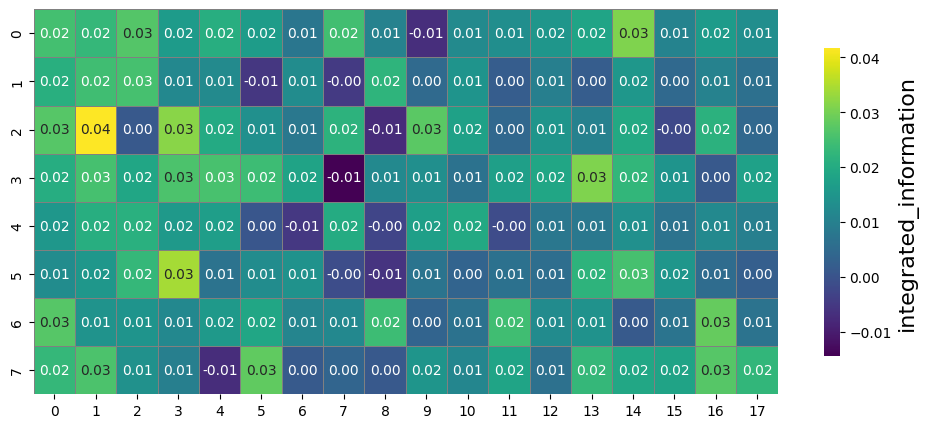 0 0.02 0.02 0.03 0.02 0.02 0.02 0.01 0.02 0.01 -0.01 0.01 0.01 0.02 0.02 0.03 0.01 0.02 0.01
1 0.02 0.02 0.03 0.01 0.01 -0.01 0.01 -0.00 0.02 0.00 0.01 0.00 0.01 0.00 0.02 0.00 0.01 0.01
2 0.03 0.04 0.00 0.03 0.02 0.01 0.01 0.02 -0.01 0.03 0.02 0.00 0.01 0.01 0.02 -0.00 0.02 0.00
3 0.02 0.03 0.02 0.03 0.03 0.02 0.02 -0.01 0.01 0.01 0.01 0.02 0.02 0.03 0.02 0.01 0.00 0.02
4 0.02 0.02 0.02 0.02 0.02 0.00 -0.01 0.02 -0.00 0.02 0.02 -0.00 0.01 0.01 0.01 0.01 0.01 0.01
5 0.01 0.02 0.02 0.03 0.01 0.01 0.01 -0.00 -0.01 0.01 0.00 0.01 0.01 0.02 0.03 0.02 0.01 0.00
6 0.03 0.01 0.01 0.01 0.02 0.02 0.01 0.01 0.02 0.00 0.01 0.02 0.01 0.01 0.00 0.01 0.03 0.01
7 0.02 0.03 0.01 0.01 -0.01 0.03 0.00 0.00 0.00 0.02 0.01 0.02 0.01 0.02 0.02 0.02 0.03 0.02
0 1 2 3 4 5 6 7 8 9 10 11 12 13 14 15 16 17
0.04
0.03
0.02
0.01
0.00
-0.01
integrated_information